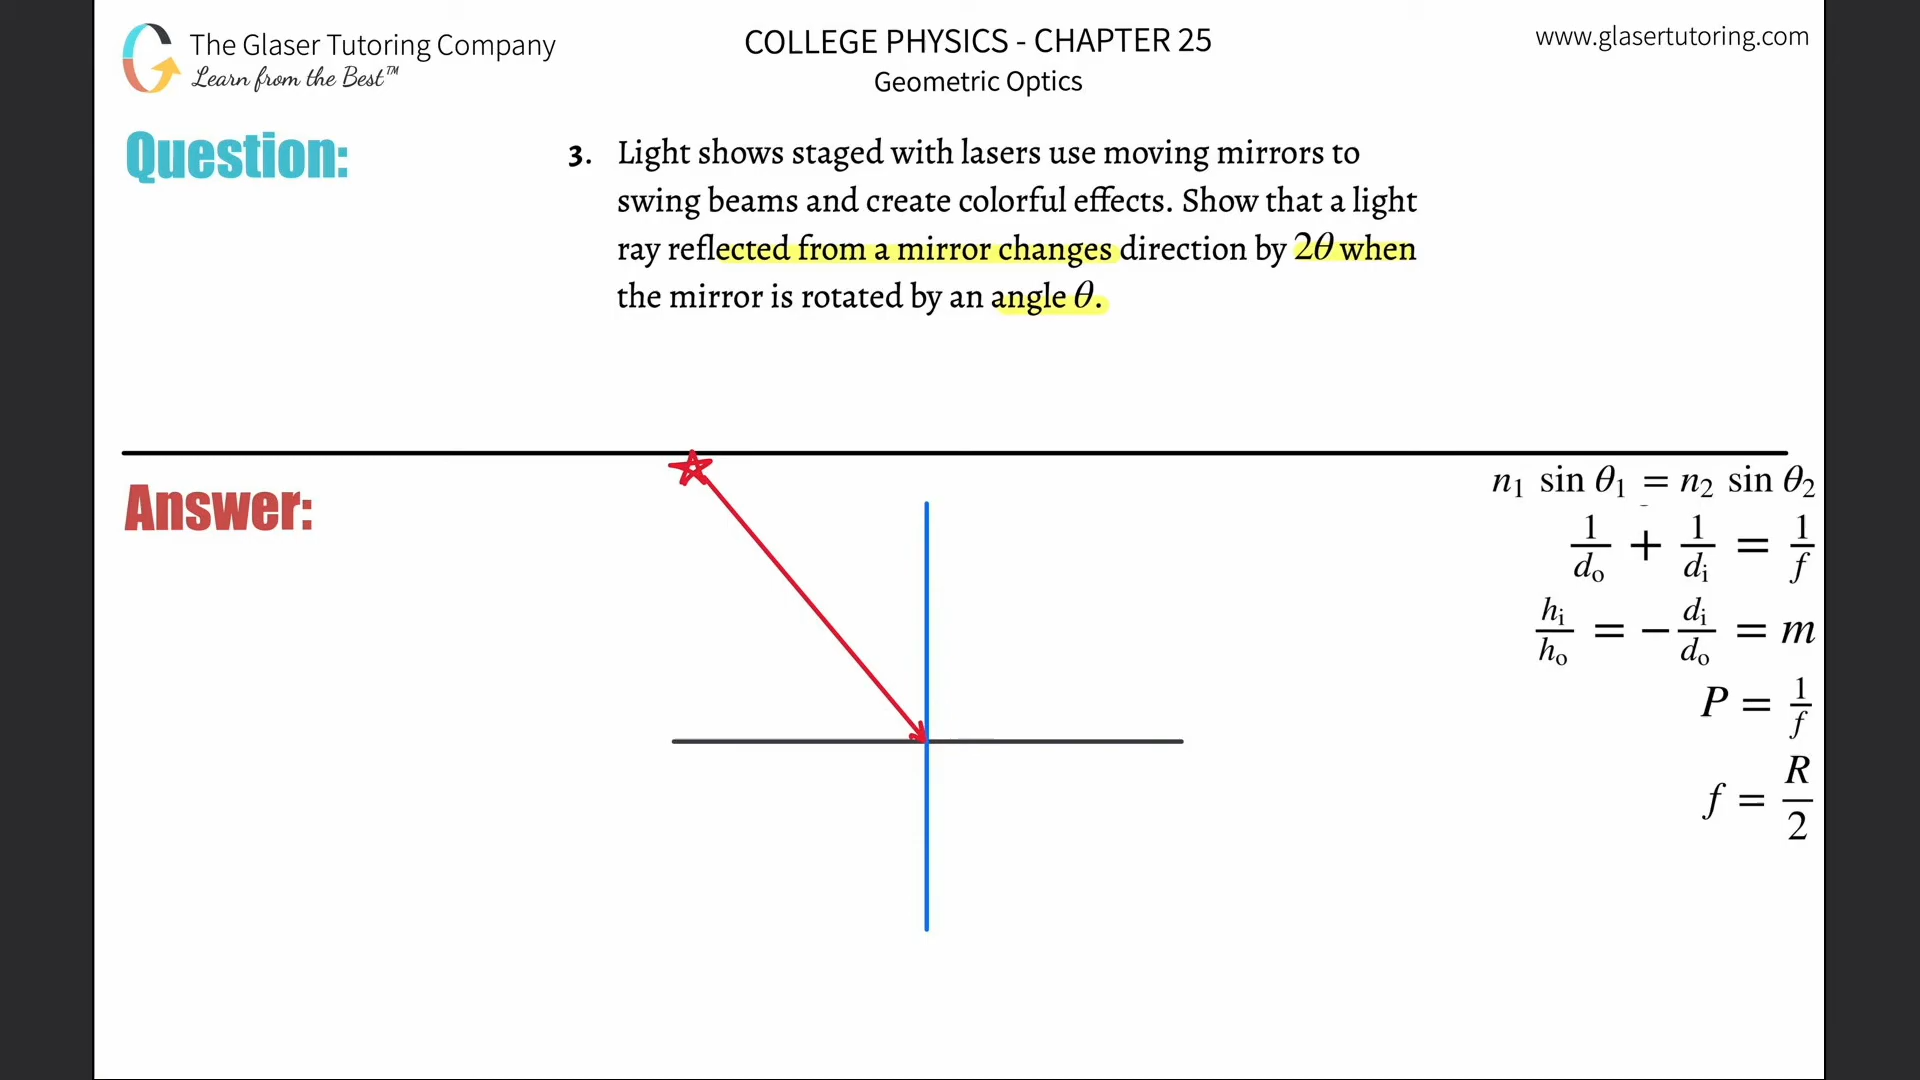 The Glaser Tutoring Company
Learn from the Best™
COLLEGE PHYSICS - CHAPTER 25
Geometric Optics
www.glasertutoring.com
Question:
3. Light shows staged with lasers use moving mirrors to
swing beams and create colorful effects. Show that a light
ray reflected from a mirror changes direction by 2θ when
the mirror is rotated by an angle θ.
Answer:
n₁ sin θ₁ = n₂ sin θ₂
1/dₒ + 1/dᵢ = 1/f
hᵢ/hₒ = −dᵢ/dₒ = m
P = 1/f
f = R/2